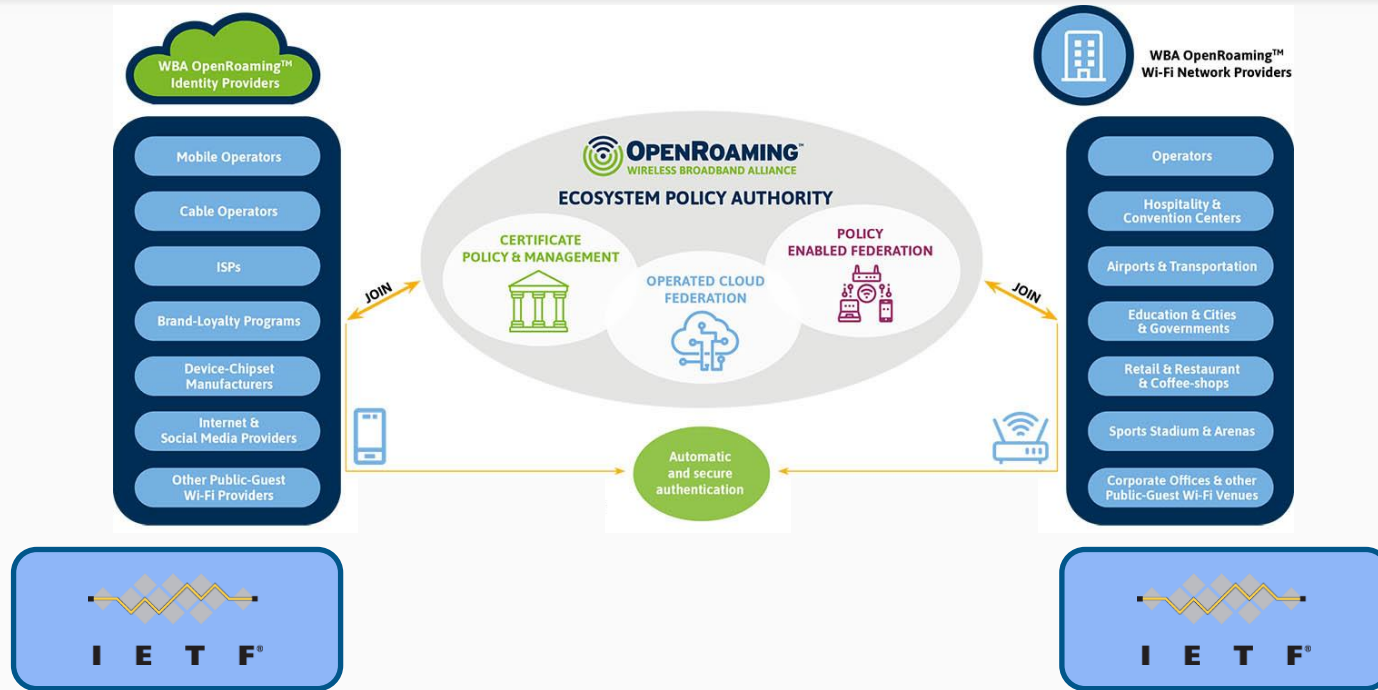 WBA OpenRoaming™
Identity Providers
Mobile Operators
Cable Operators
ISPs
Brand-Loyalty Programs
Device-Chipset
Manufacturers
Internet &
Social Media Providers
Other Public-Guest
Wi-Fi Providers
JOIN
OPENROAMING™
WIRELESS BROADBAND ALLIANCE
ECOSYSTEM POLICY AUTHORITY
CERTIFICATE
POLICY & MANAGEMENT
OPERATED CLOUD
FEDERATION
POLICY
ENABLED FEDERATION
JOIN
Automatic
and secure
authentication
WBA OpenRoaming™
Wi-Fi Network Providers
Operators
Hospitality &
Convention Centers
Airports & Transportation
Education & Cities
& Governments
Retail & Restaurant
& Coffee-shops
Sports Stadium & Arenas
Corporate Offices & other
Public-Guest Wi-Fi Venues
I E T F®
I E T F®